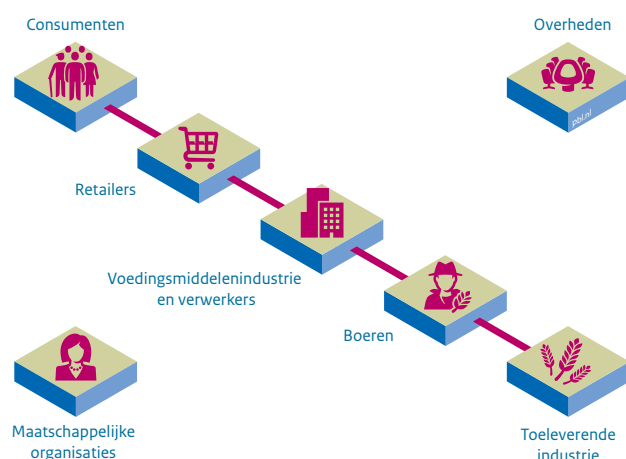 Consumenten
Overheden
pbl.nl
Retailers
Voedingsmiddelenindustrie
en verwerkers
Boeren
Maatschappelijke
organisaties
Toeleverende
industrie